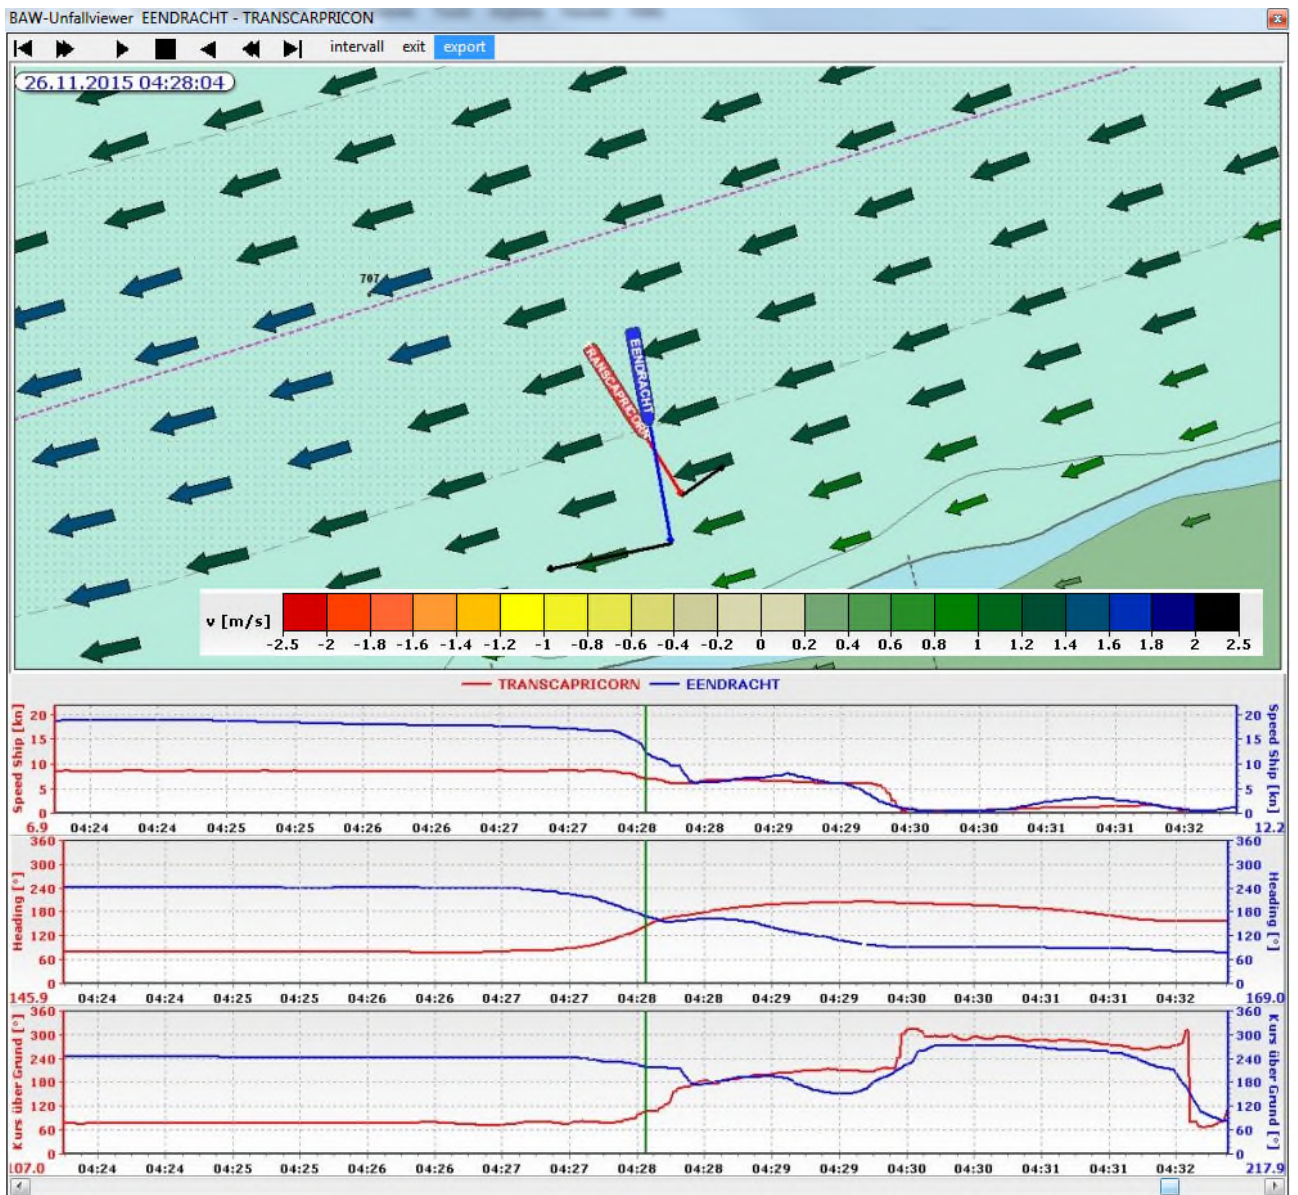 BAW-Unfallviewer EENDRACHT - TRANSCARPRICON
intervall exit export
26.11.2015 04:28:04
707
TRANSCAPRICORN
EENDRACHT
v [m/s]
-2.5 -2 -1.8 -1.6 -1.4 -1.2 -1 -0.8 -0.6 -0.4 -0.2 0 0.2 0.4 0.6 0.8 1 1.2 1.4 1.6 1.8 2 2.5
TRANSCAPRICORN EENDRACHT
Speed Ship [kn]
20 15 10 5 0
04:24 04:24 04:25 04:25 04:26 04:26 04:27 04:27 04:28 04:28 04:29 04:29 04:30 04:30 04:31 04:31 04:32
20 15 10 5 0
Speed Ship [kn]
6.9 12.2
Heading [°]
360 300 240 180 120 60 0
04:24 04:24 04:25 04:25 04:26 04:26 04:27 04:27 04:28 04:28 04:29 04:29 04:30 04:30 04:31 04:31 04:32
360 300 240 180 120 60 0
Heading [°]
145.9 169.0
Kurs über Grund [°]
360 300 240 180 120 60 0
04:24 04:24 04:25 04:25 04:26 04:26 04:27 04:27 04:28 04:28 04:29 04:29 04:30 04:30 04:31 04:31 04:32
360 300 240 180 120 60 0
Kurs über Grund [°]
107.0 217.9